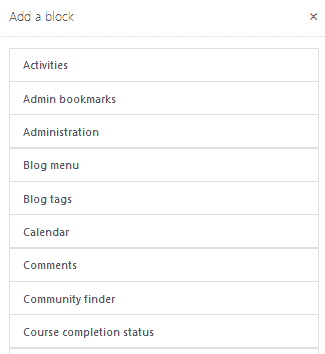 Add a block ×
Activities
Admin bookmarks
Administration
Blog menu
Blog tags
Calendar
Comments
Community finder
Course completion status